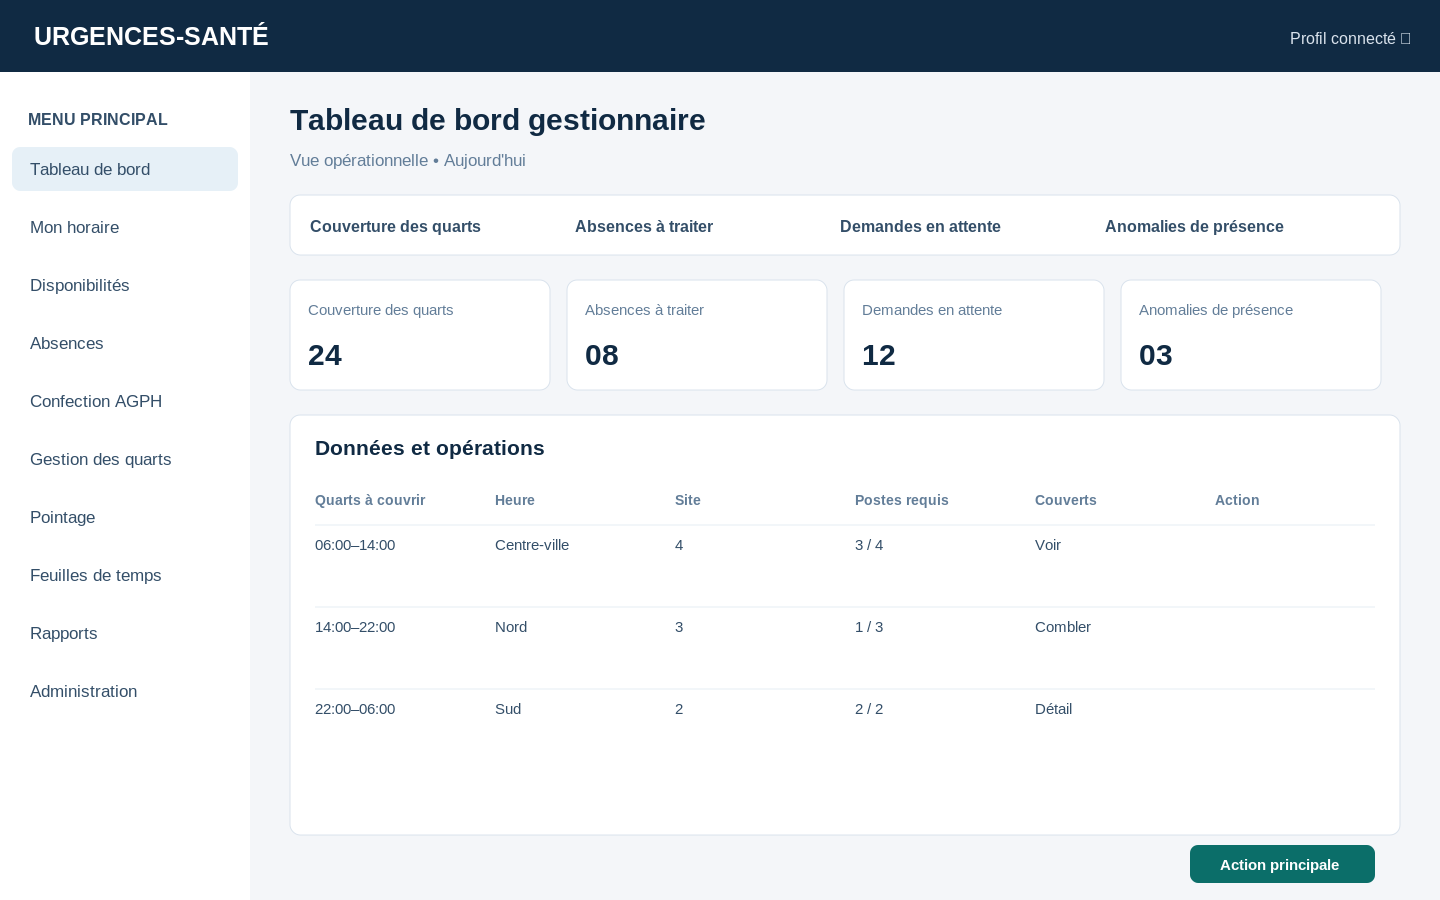 URGENCES-SANTÉ
Profil connecté
MENU PRINCIPAL
Tableau de bord
Mon horaire
Disponibilités
Absences
Confection AGPH
Gestion des quarts
Pointage
Feuilles de temps
Rapports
Administration
Tableau de bord gestionnaire
Vue opérationnelle • Aujourd'hui
Couverture des quarts Absences à traiter Demandes en attente Anomalies de présence
Couverture des quarts Absences à traiter Demandes en attente Anomalies de présence
24 08 12 03
Données et opérations
Quarts à couvrir Heure Site Postes requis Couverts Action
06:00–14:00 Centre-ville 4 3 / 4 Voir
14:00–22:00 Nord 3 1 / 3 Combler
22:00–06:00 Sud 2 2 / 2 Détail
Action principale